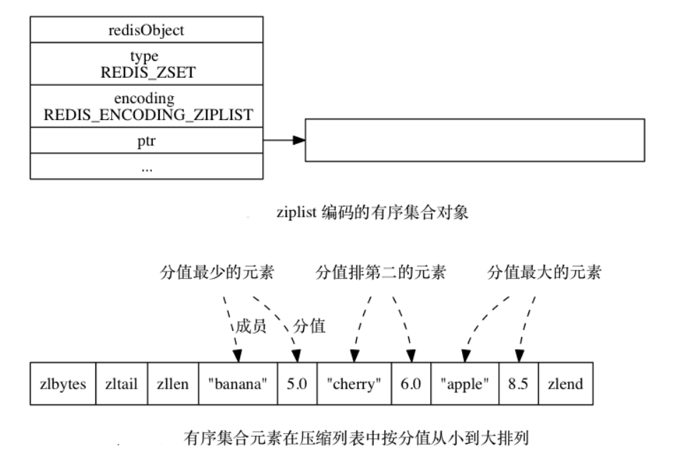 redisObject
type
REDIS_ZSET
encoding
REDIS_ENCODING_ZIPLIST
ptr
...
ziplist 编码的有序集合对象
分值最少的元素 分值排第二的元素 分值最大的元素
成员 分值
zlbytes zltail zllen "banana" 5.0 "cherry" 6.0 "apple" 8.5 zlend
有序集合元素在压缩列表中按分值从小到大排列